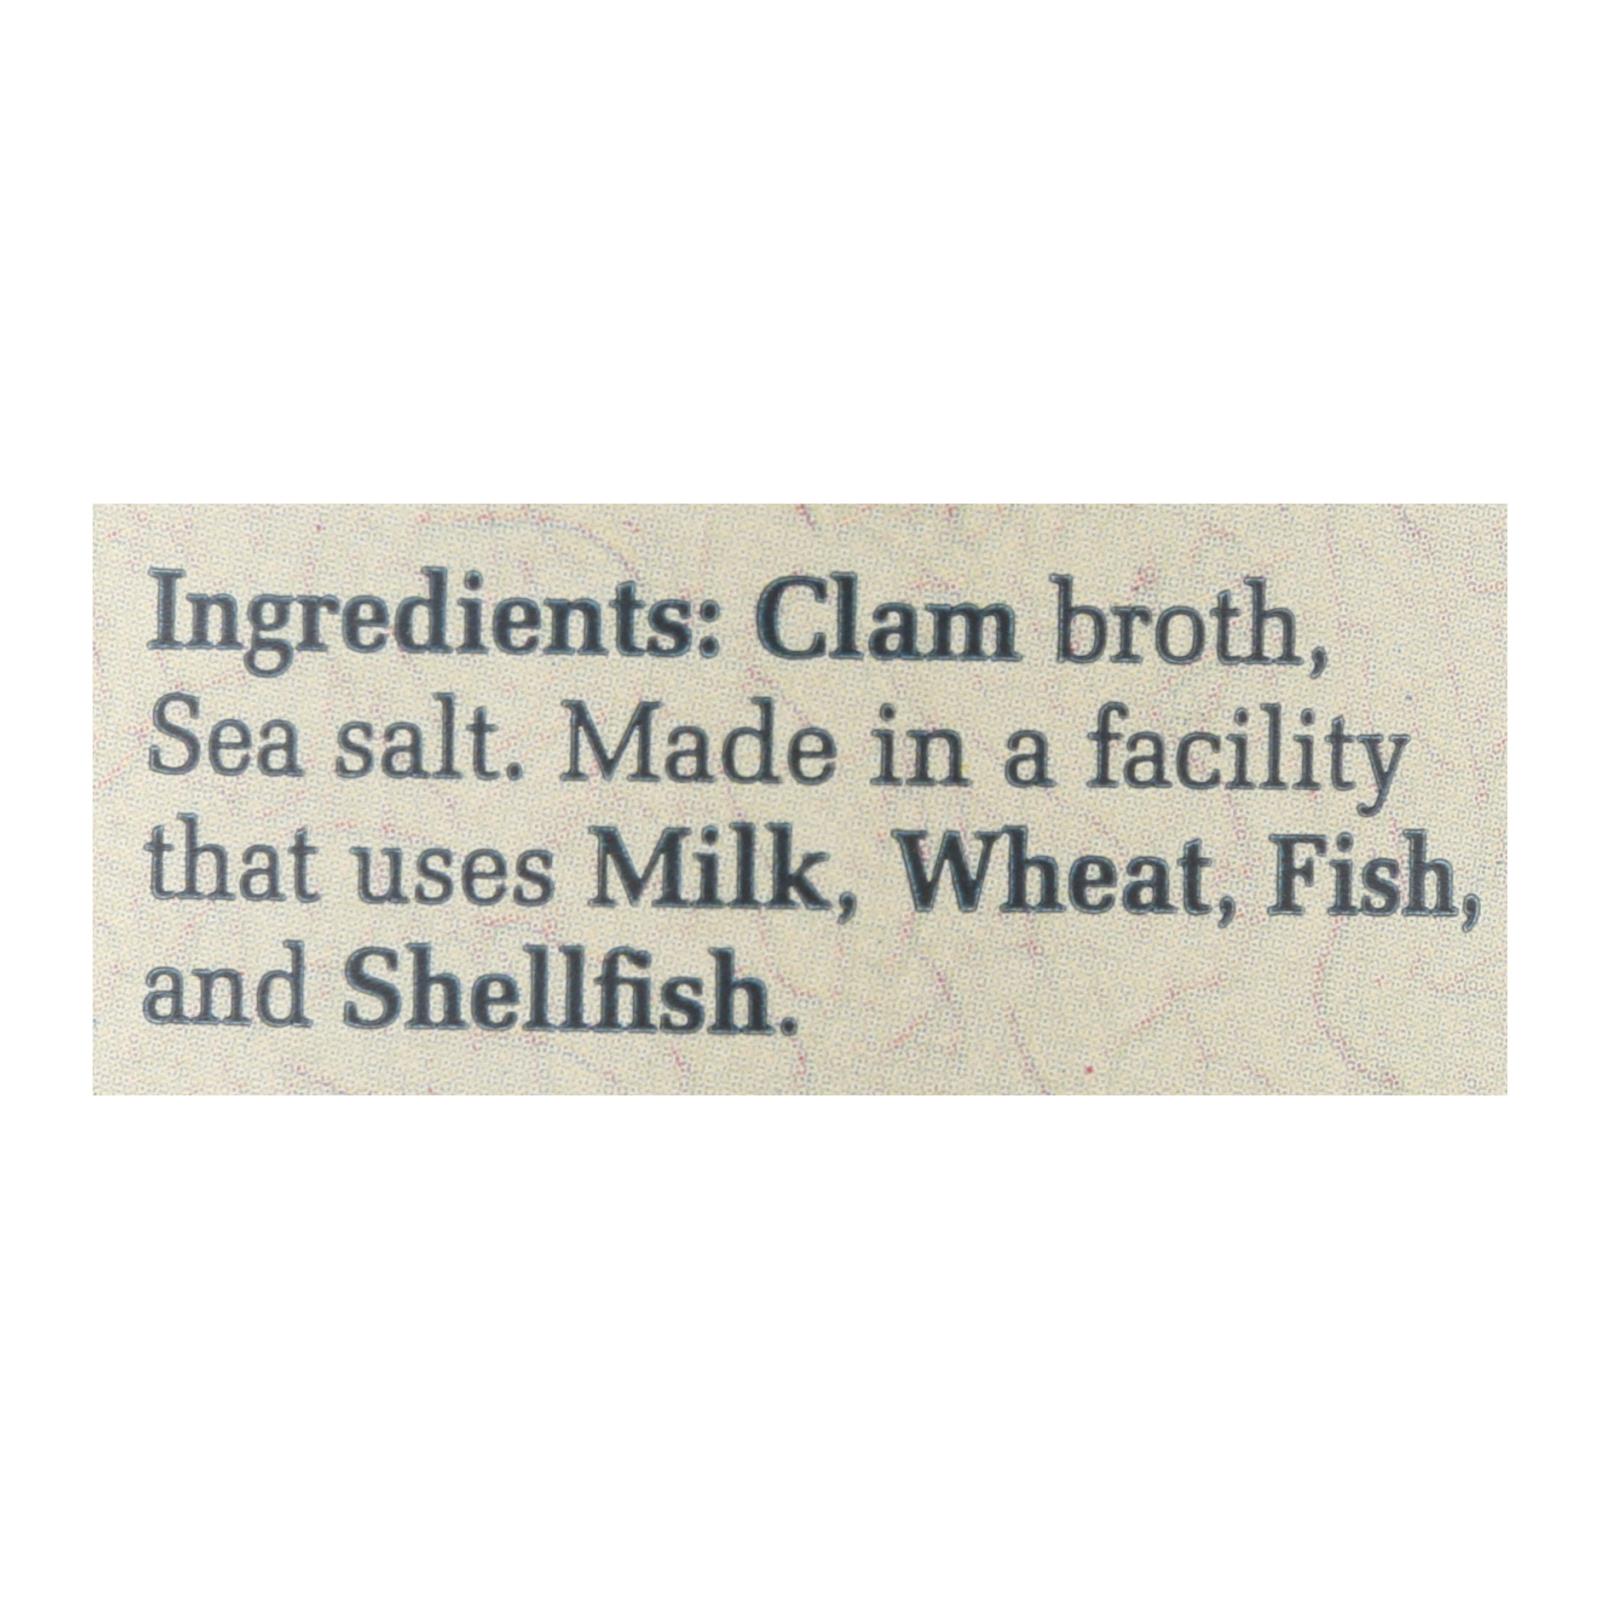 Ingredients: Clam broth,
Sea salt. Made in a facility
that uses Milk, Wheat, Fish,
and Shellfish.